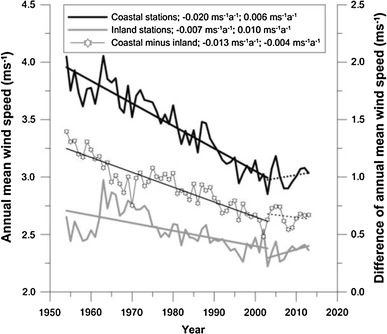 Coastal stations; -0.020 ms⁻¹a⁻¹; 0.006 ms⁻¹a⁻¹
Inland stations; -0.007 ms⁻¹a⁻¹; 0.010 ms⁻¹a⁻¹
Coastal minus inland; -0.013 ms⁻¹a⁻¹; -0.004 ms⁻¹a⁻¹
Annual mean wind speed (ms⁻¹)
4.5
4.0
3.5
3.0
2.5
2.0
Difference of annual mean wind speed (ms⁻¹)
2.5
2.0
1.5
1.0
0.5
0.0
1950 1960 1970 1980 1990 2000 2010 2020
Year